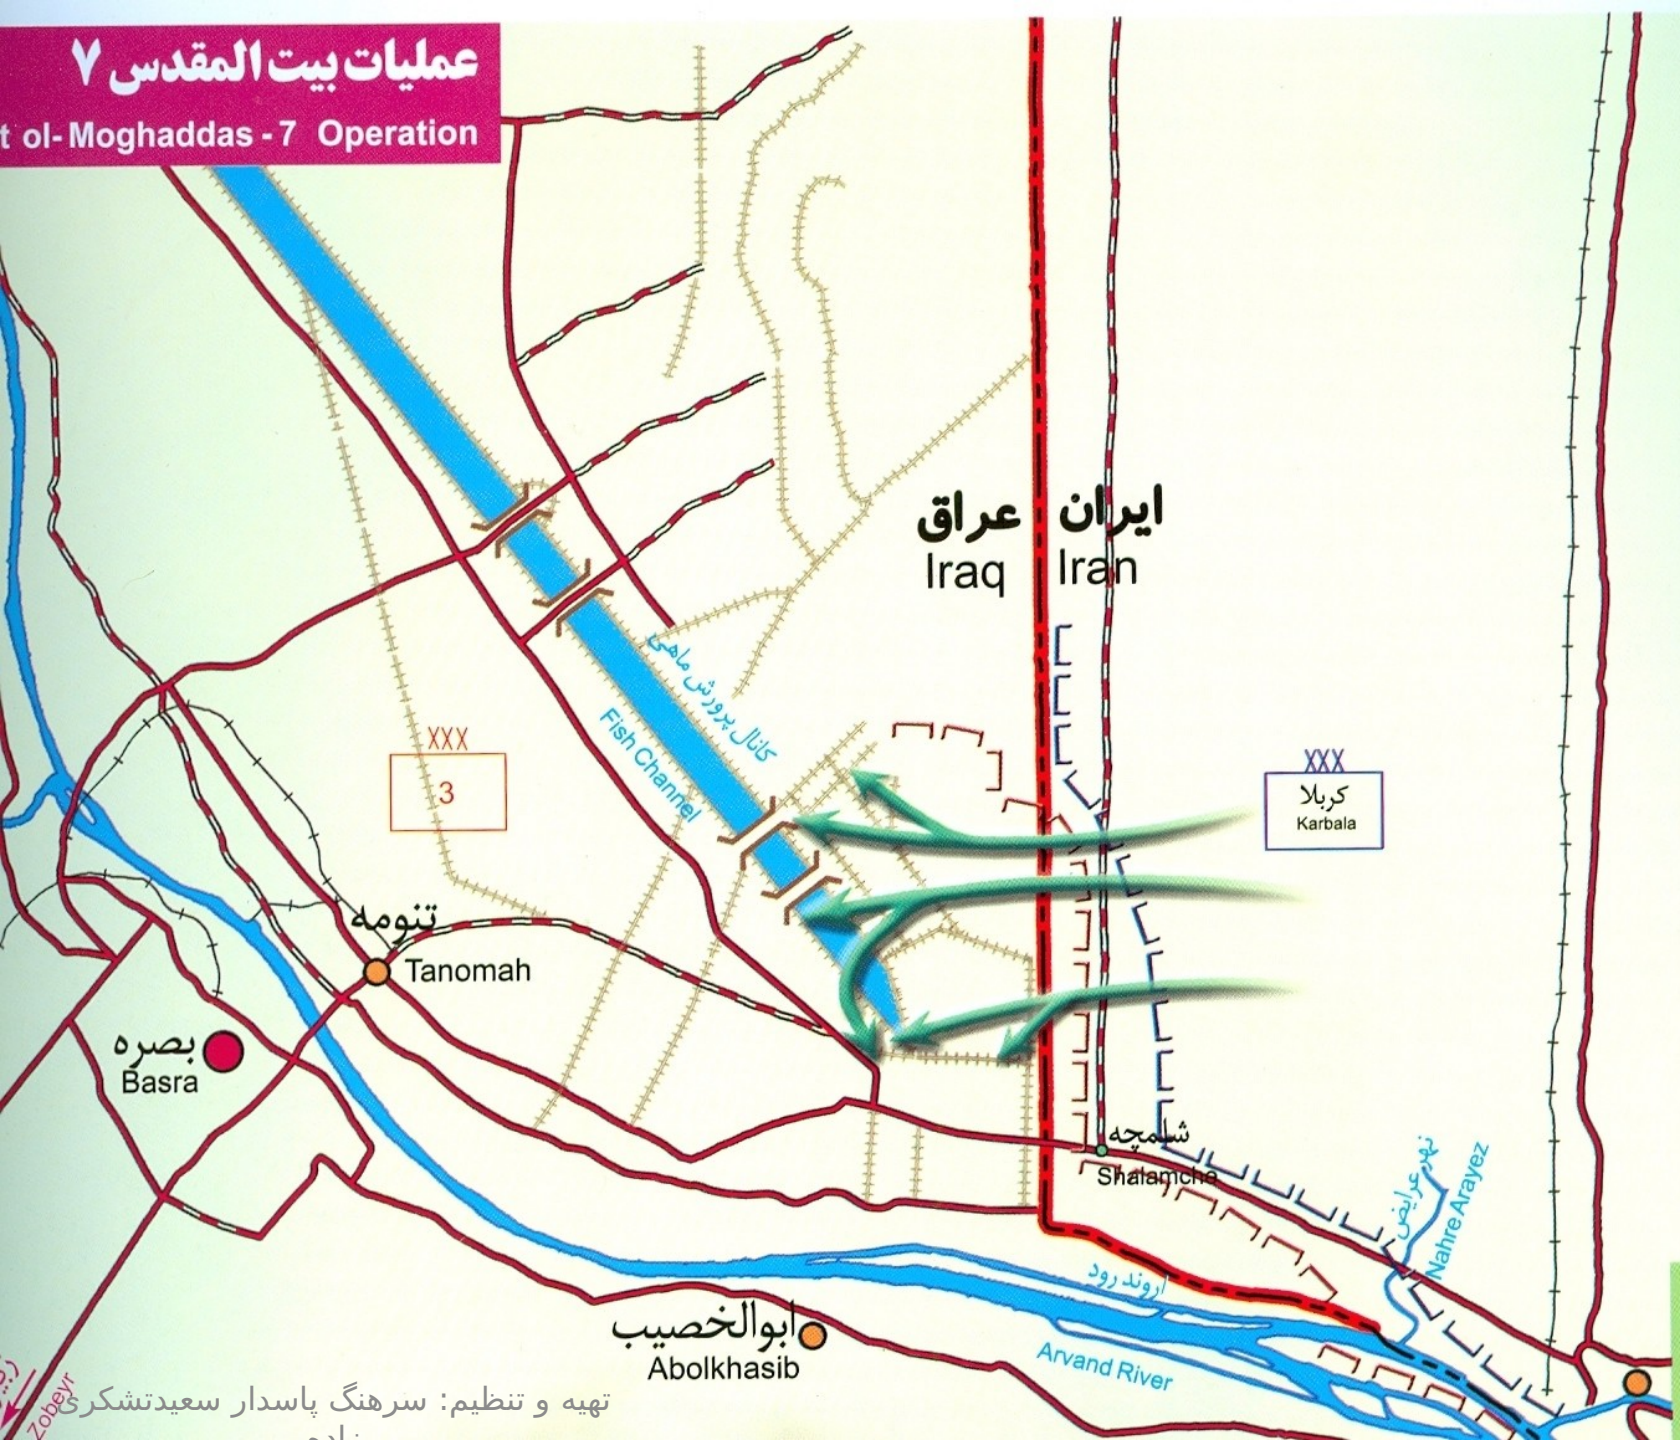 عملیات بیت المقدس ۷
t ol-Moghaddas - 7 Operation
ایران
عراق
Iraq
Iran
کانال پرورش ماهی
Fish Channel
XXX
3
XXX
کربلا
Karbala
تنومه
Tanomah
بصره
Basra
شلمچه
Shalamche
نهر عرایض
Nahre Arayez
اروند رود
Arvand River
ابوالخصیب
Abolkhasib
Zobeyr
تهیه و تنظیم: سرهنگ پاسدار سعیدتشکری